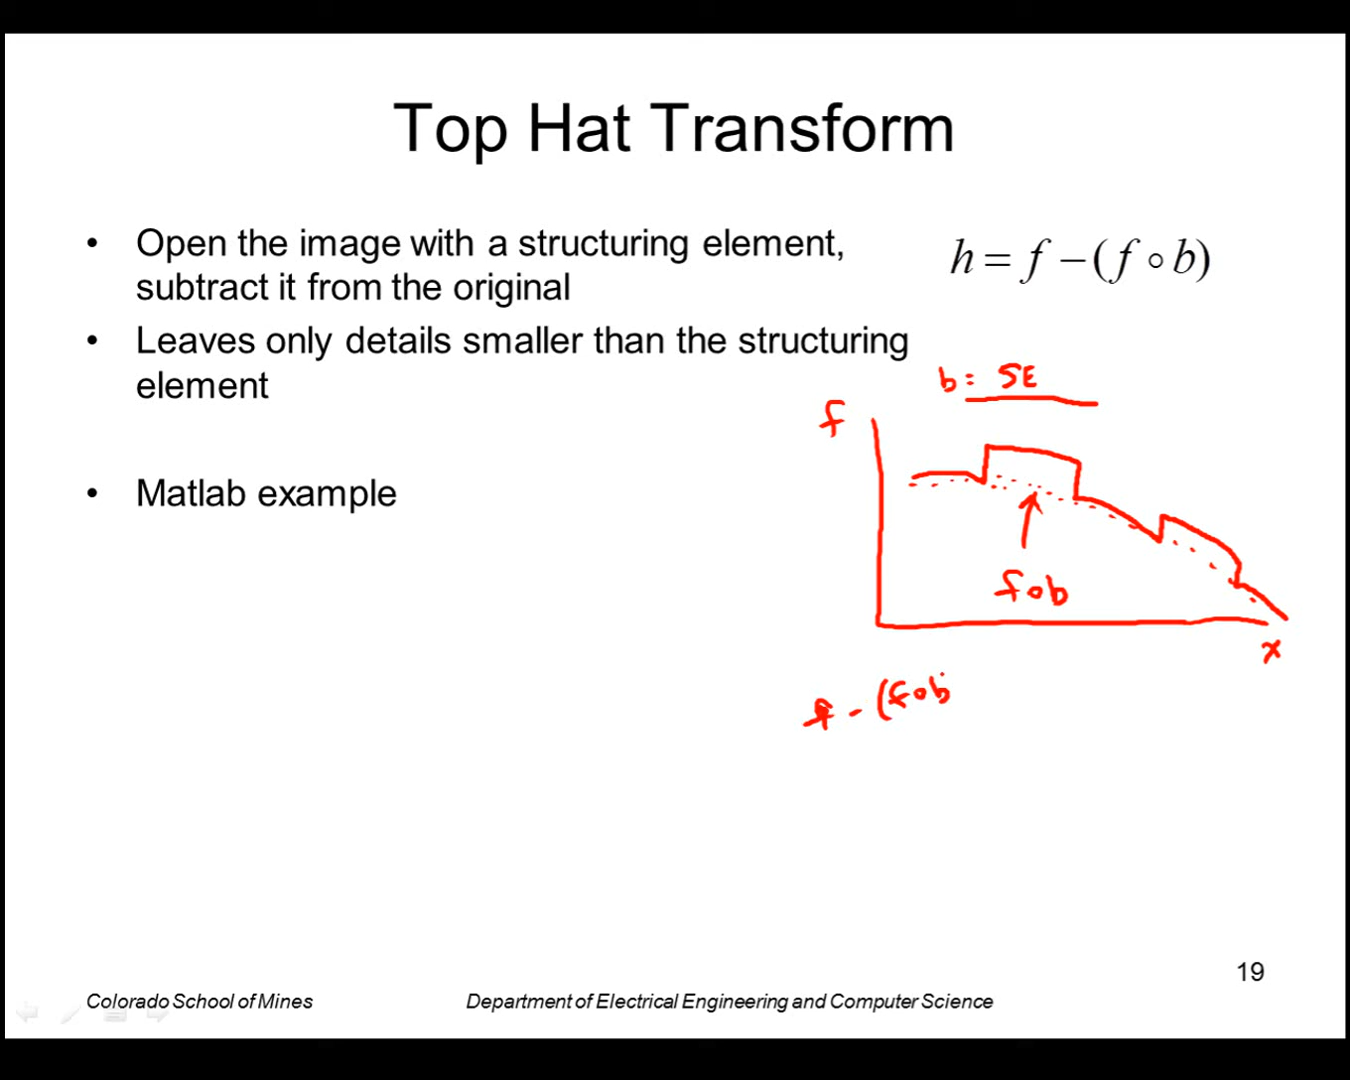 Top Hat Transform
• Open the image with a structuring element,
subtract it from the original
h = f − (f ∘ b)
• Leaves only details smaller than the structuring
element
b = SE
f
• Matlab example
f∘b
x
f - (f∘b
19
Colorado School of Mines
Department of Electrical Engineering and Computer Science